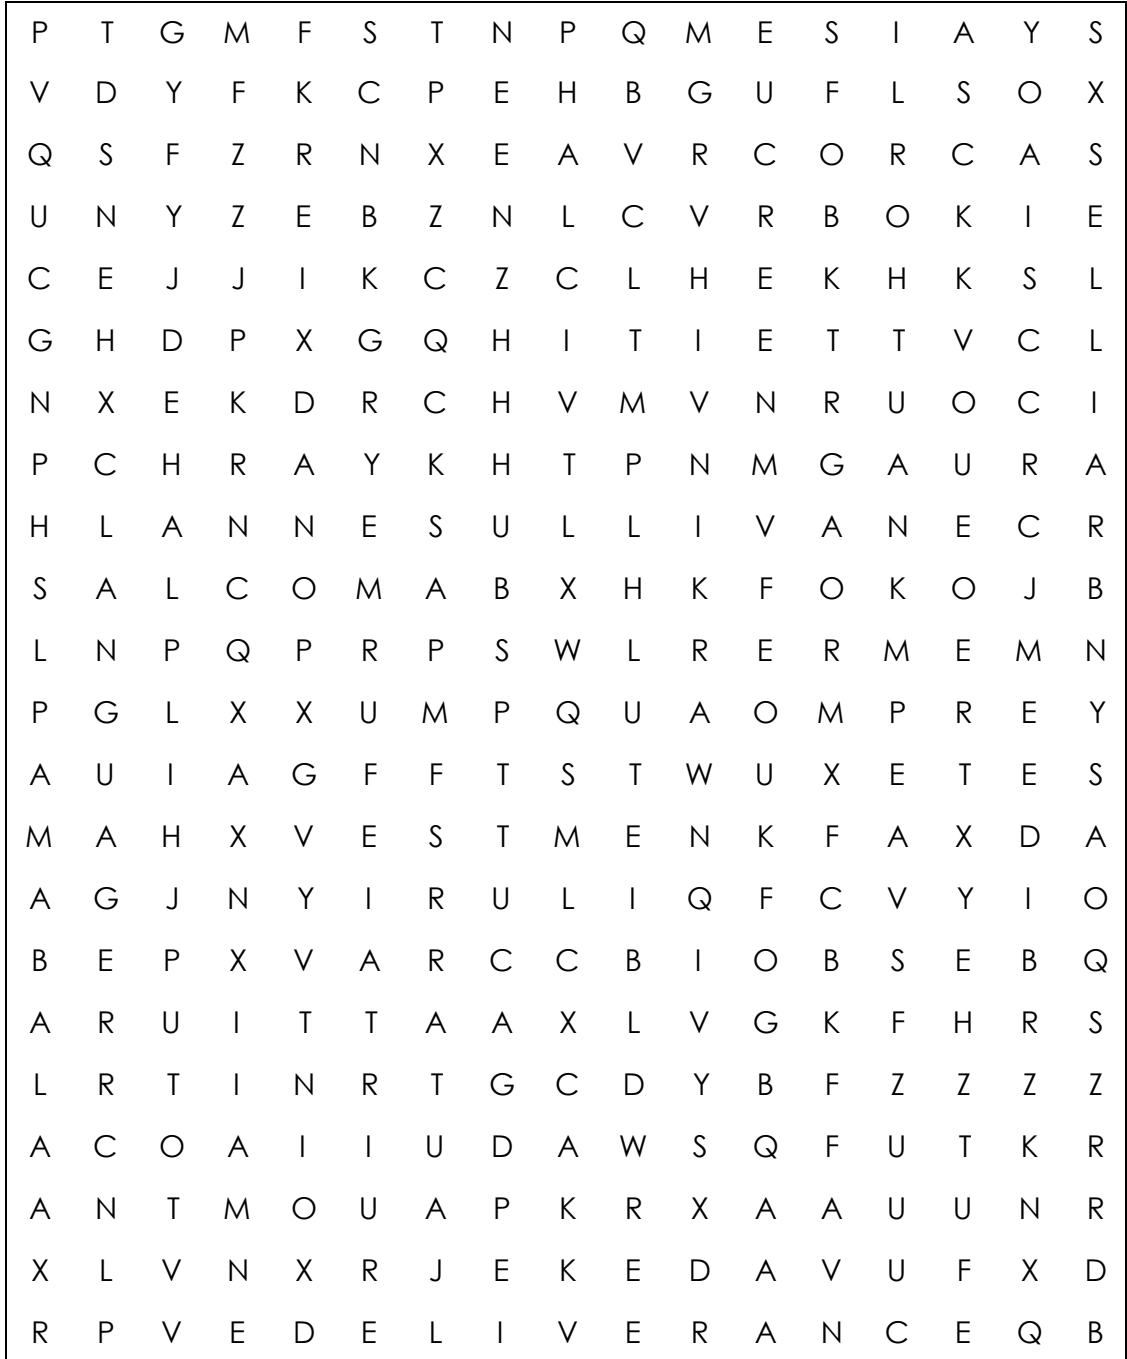 P T G M F S T N P Q M E S I A Y S
V D Y F K C P E H B G U F L S O X
Q S F Z R N X E A V R C O R C A S
U N Y Z E B Z N L C V R B O K I E
C E J J I K C Z C L H E K H K S L
G H D P X G Q H I T I E T T V C L
N X E K D R C H V M V N R U O C I
P C H R A Y K H T P N M G A U R A
H L A N N E S U L L I V A N E C R
S A L C O M A B X H K F O K O J B
L N P Q P R P S W L R E R M E M N
P G L X X U M P Q U A O M P R E Y
A U I A G F F T S T W U X E T E S
M A H X V E S T M E N K F A X D A
A G J N Y I R U L I Q F C V Y I O
B E P X V A R C C B I O B S E B Q
A R U I T T A A X L V G K F H R S
L R T I N R T G C D Y B F Z Z Z Z
A C O A I I U D A W S Q F U T K R
A N T M O U A P K R X A A U U N R
X L V N X R J E K E D A V U F X D
R P V E D E L I V E R A N C E Q B